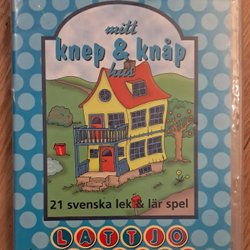 mitt
knep & knåp
hus
21 svenska lek & lär spel
LATTJO